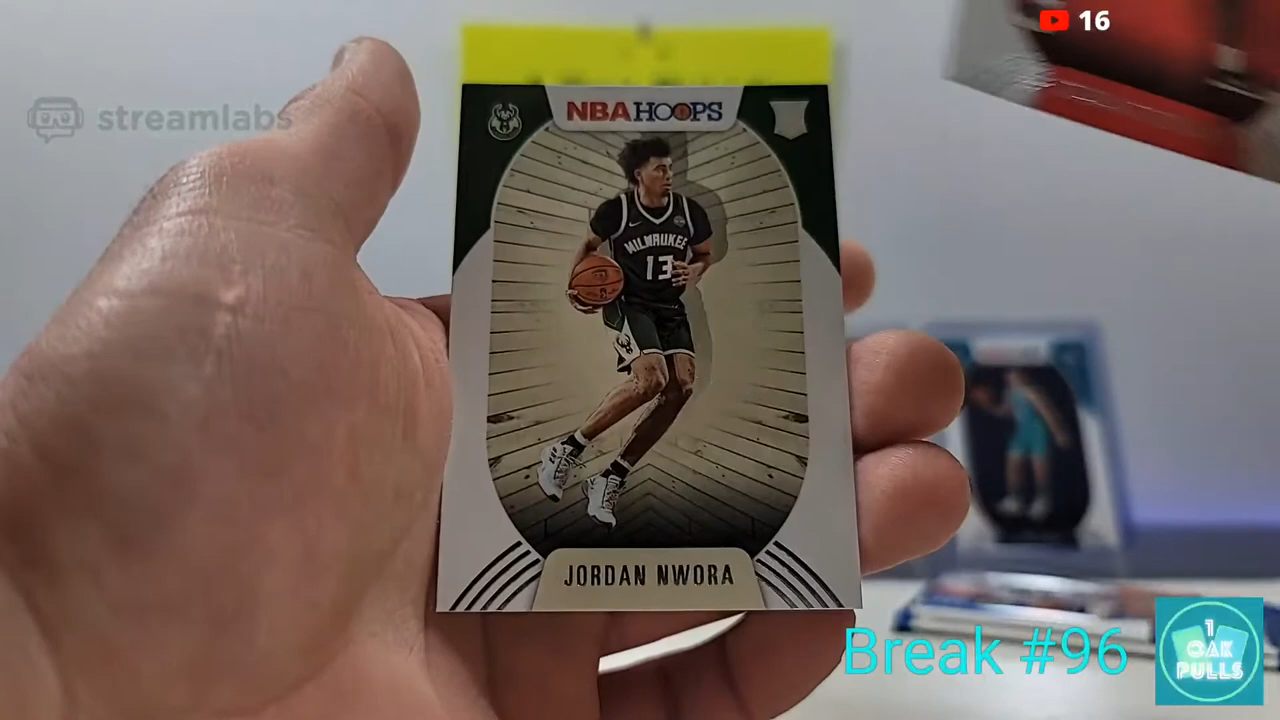 16
streamlabs
NBA HOOPS
MILWAUKEE
13
JORDAN NWORA
Break #96
1
OAK
PULLS